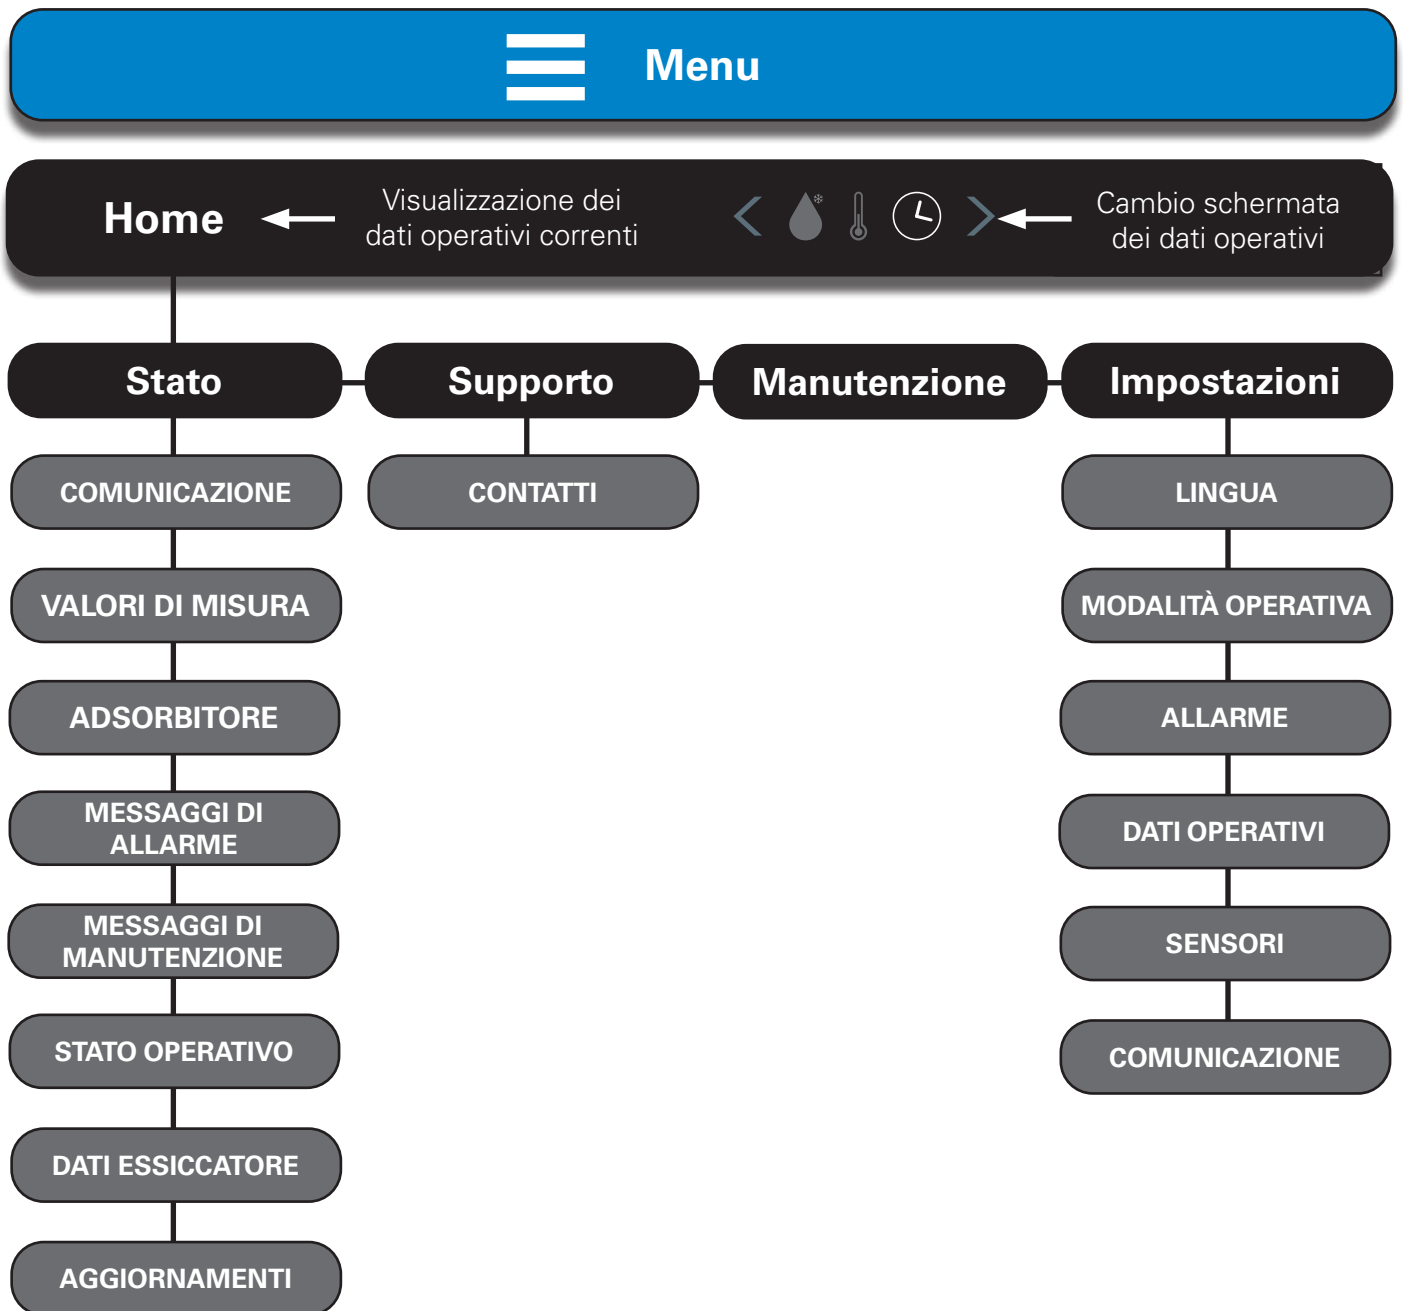 Menu
Home
Visualizzazione dei
dati operativi correnti
Cambio schermata
dei dati operativi
Stato
Supporto
Manutenzione
Impostazioni
COMUNICAZIONE
VALORI DI MISURA
ADSORBITORE
MESSAGGI DI
ALLARME
MESSAGGI DI
MANUTENZIONE
STATO OPERATIVO
DATI ESSICCATORE
AGGIORNAMENTI
CONTATTI
LINGUA
MODALITÀ OPERATIVA
ALLARME
DATI OPERATIVI
SENSORI
COMUNICAZIONE